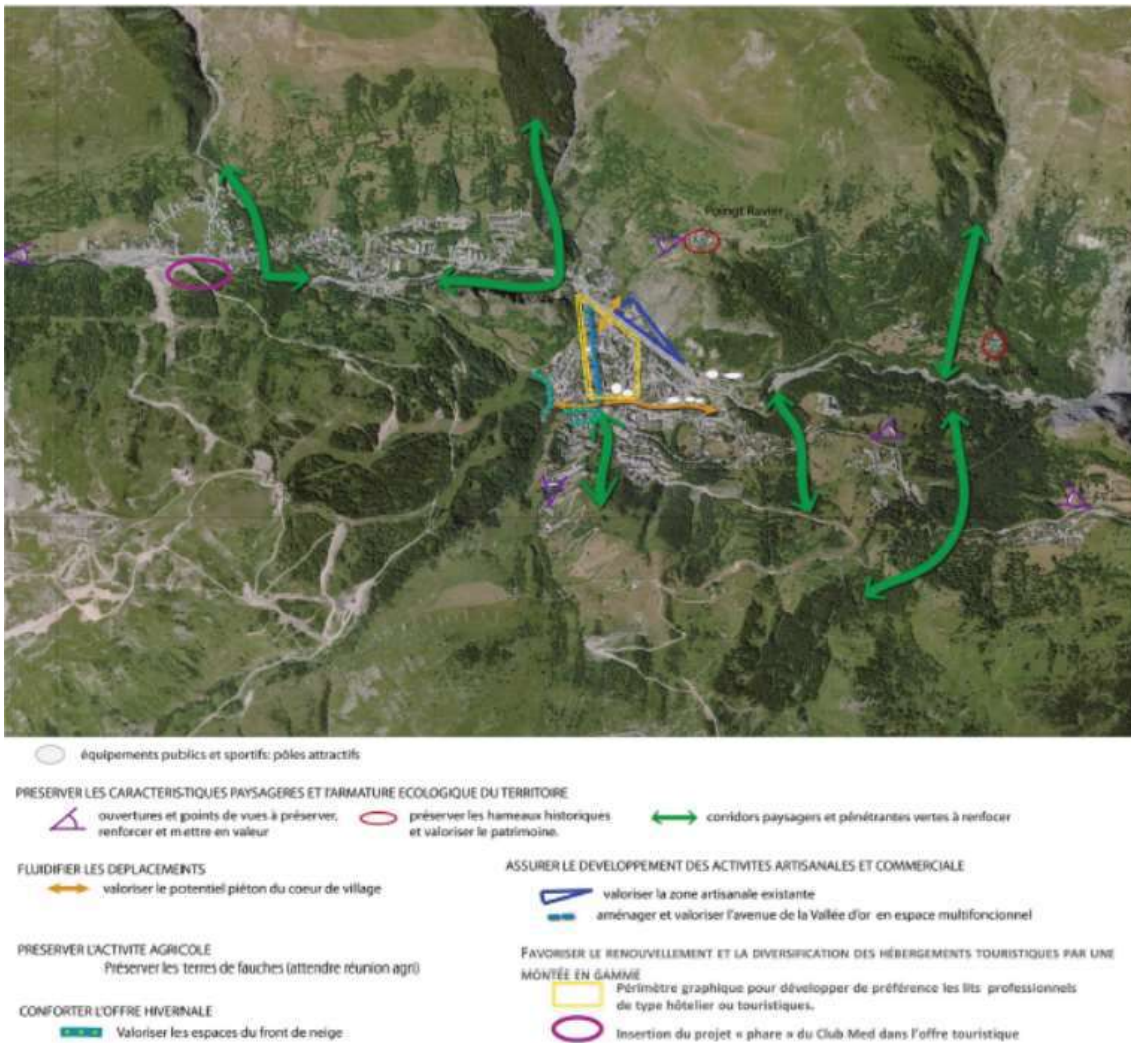 Poingt Ravier
équipements publics et sportifs: pôles attractifs
PRESERVER LES CARACTERISTIQUES PAYSAGERES ET l'ARMATURE ECOLOGIQUE DU TERRITOIRE
ouvertures et points de vues à préserver,
renforcer et mettre en valeur
préserver les hameaux historiques
et valoriser le patrimoine.
corridors paysagers et pénétrantes vertes à renfocer
FLUIDIFIER LES DEPLACEMENTS
valoriser le potentiel piéton du coeur de village
ASSURER LE DEVELOPPEMENT DES ACTIVITES ARTISANALES ET COMMERCIALE
valoriser la zone artisanale existante
aménager et valoriser l'avenue de la Vallée d'or en espace multifoncionnel
PRESERVER L'ACTIVITE AGRICOLE
Préserver les terres de fauches (attendre réunion agri)
FAVORISER LE RENOUVELLEMENT ET LA DIVERSIFICATION DES HÉBERGEMENTS TOURISTIQUES PAR UNE
MONTÉE EN GAMME
Périmètre graphique pour développer de préférence les lits professionnels
de type hôtelier ou touristiques.
CONFORTER L'OFFRE HIVERNALE
Valoriser les espaces du front de neige
Insertion du projet « phare » du Club Med dans l'offre touristique